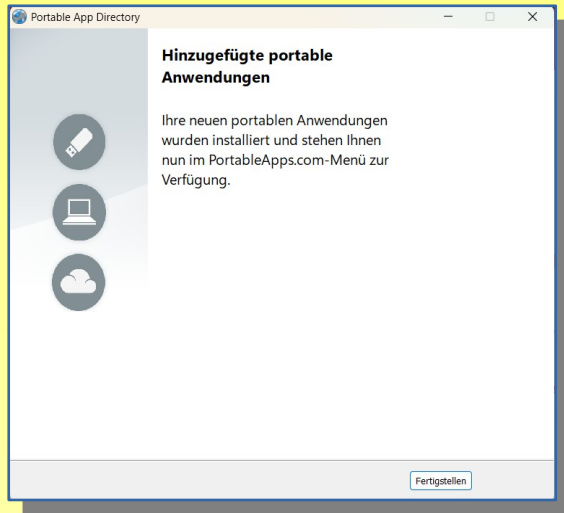 Portable App Directory
Hinzugefügte portable
Anwendungen
Ihre neuen portablen Anwendungen
wurden installiert und stehen Ihnen
nun im PortableApps.com-Menü zur
Verfügung.
Fertigstellen